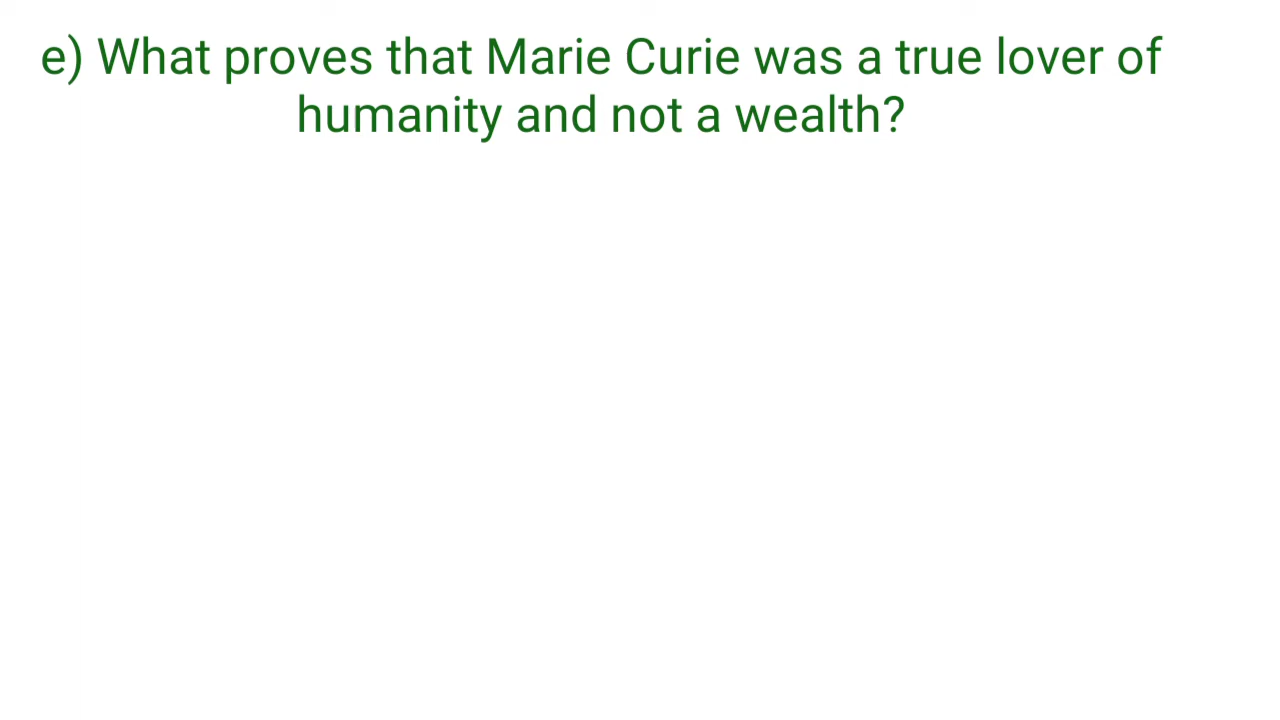 e) What proves that Marie Curie was a true lover of
humanity and not a wealth?